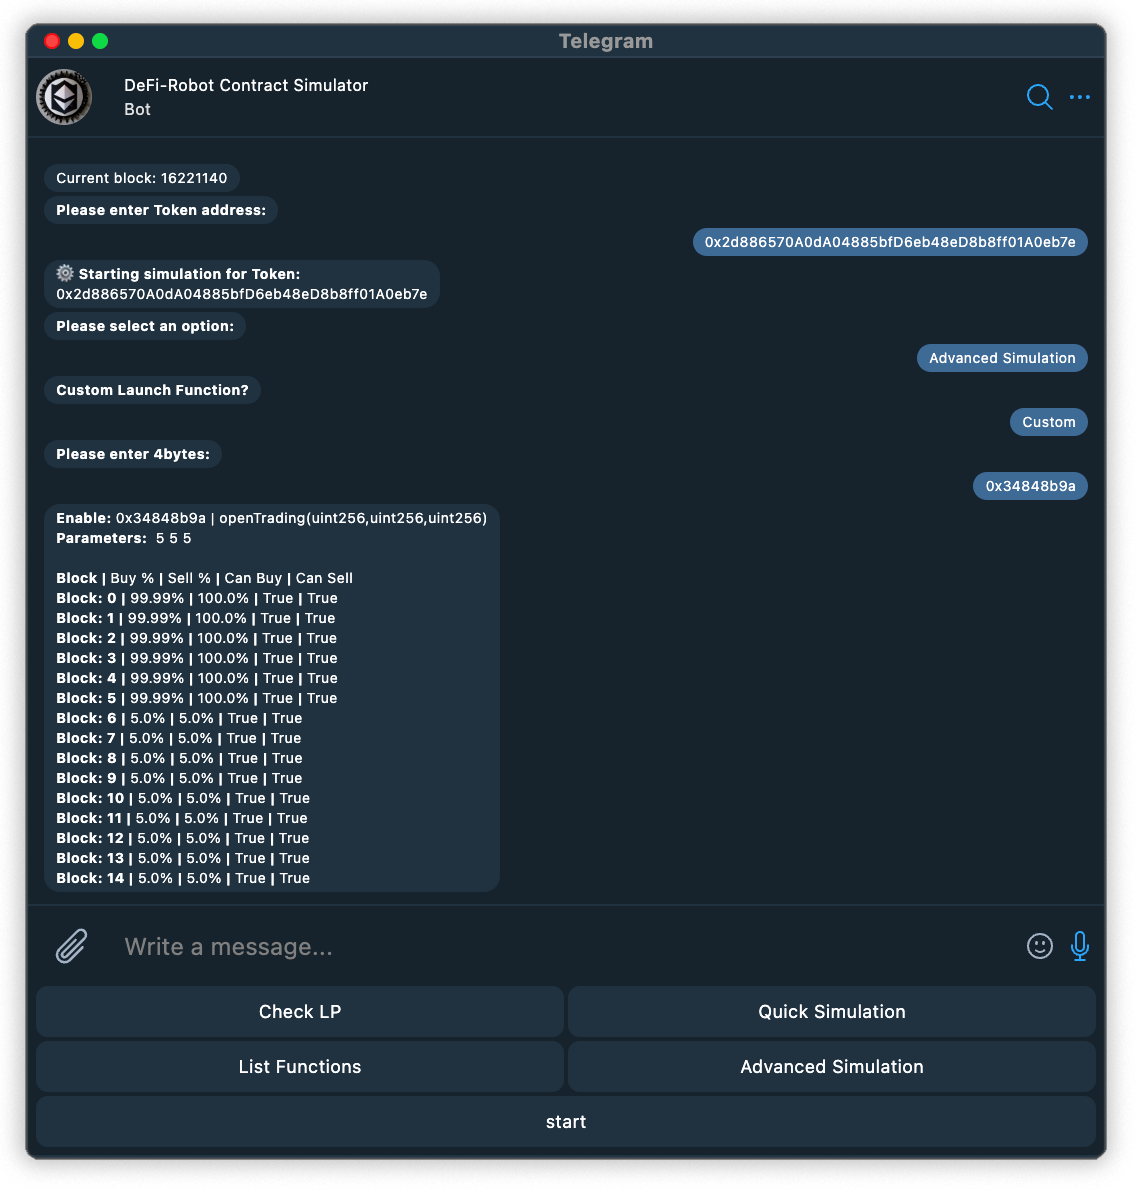 Telegram
DeFi-Robot Contract Simulator
Bot
Current block: 16221140
Please enter Token address:
0x2d886570A0dA04885bfD6eb48eD8b8ff01A0eb7e
⚙️ Starting simulation for Token:
0x2d886570A0dA04885bfD6eb48eD8b8ff01A0eb7e
Please select an option:
Advanced Simulation
Custom Launch Function?
Custom
Please enter 4bytes:
0x34848b9a
Enable: 0x34848b9a | openTrading(uint256,uint256,uint256)
Parameters:  5 5 5
Block | Buy % | Sell % | Can Buy | Can Sell
Block: 0 | 99.99% | 100.0% | True | True
Block: 1 | 99.99% | 100.0% | True | True
Block: 2 | 99.99% | 100.0% | True | True
Block: 3 | 99.99% | 100.0% | True | True
Block: 4 | 99.99% | 100.0% | True | True
Block: 5 | 99.99% | 100.0% | True | True
Block: 6 | 5.0% | 5.0% | True | True
Block: 7 | 5.0% | 5.0% | True | True
Block: 8 | 5.0% | 5.0% | True | True
Block: 9 | 5.0% | 5.0% | True | True
Block: 10 | 5.0% | 5.0% | True | True
Block: 11 | 5.0% | 5.0% | True | True
Block: 12 | 5.0% | 5.0% | True | True
Block: 13 | 5.0% | 5.0% | True | True
Block: 14 | 5.0% | 5.0% | True | True
Write a message...
Check LP
Quick Simulation
List Functions
Advanced Simulation
start